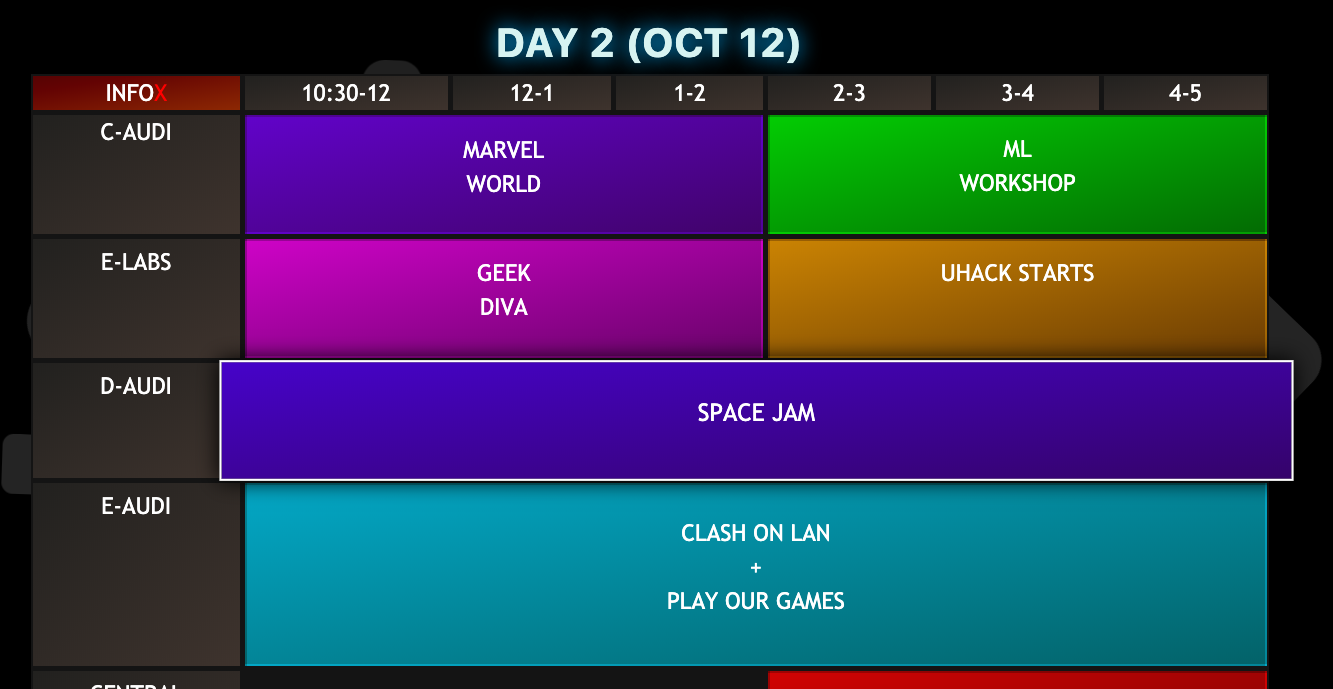 DAY 2 (OCT 12)
INFOX 10:30-12 12-1 1-2 2-3 3-4 4-5
C-AUDI
MARVEL
WORLD
ML
WORKSHOP
E-LABS
GEEK
DIVA
UHACK STARTS
D-AUDI
SPACE JAM
E-AUDI
CLASH ON LAN
+
PLAY OUR GAMES